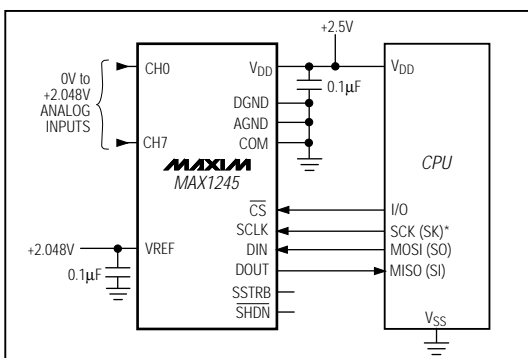 +2.5V
CH0
VDD
VDD
0V to
+2.048V
ANALOG
INPUTS
0.1µF
DGND
AGND
COM
CH7
MAXIM
MAX1245
CPU
CS
I/O
SCLK
SCK (SK)*
+2.048V
VREF
DIN
MOSI (SO)
DOUT
MISO (SI)
0.1µF
SSTRB
SHDN
VSS